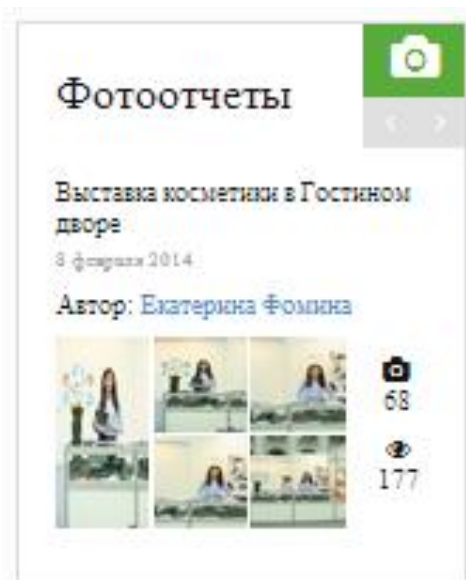 Фотоотчеты
Выставка косметики в Гостином
дворе
8 февраля 2014
Автор: Екатерина Фомина
68
177